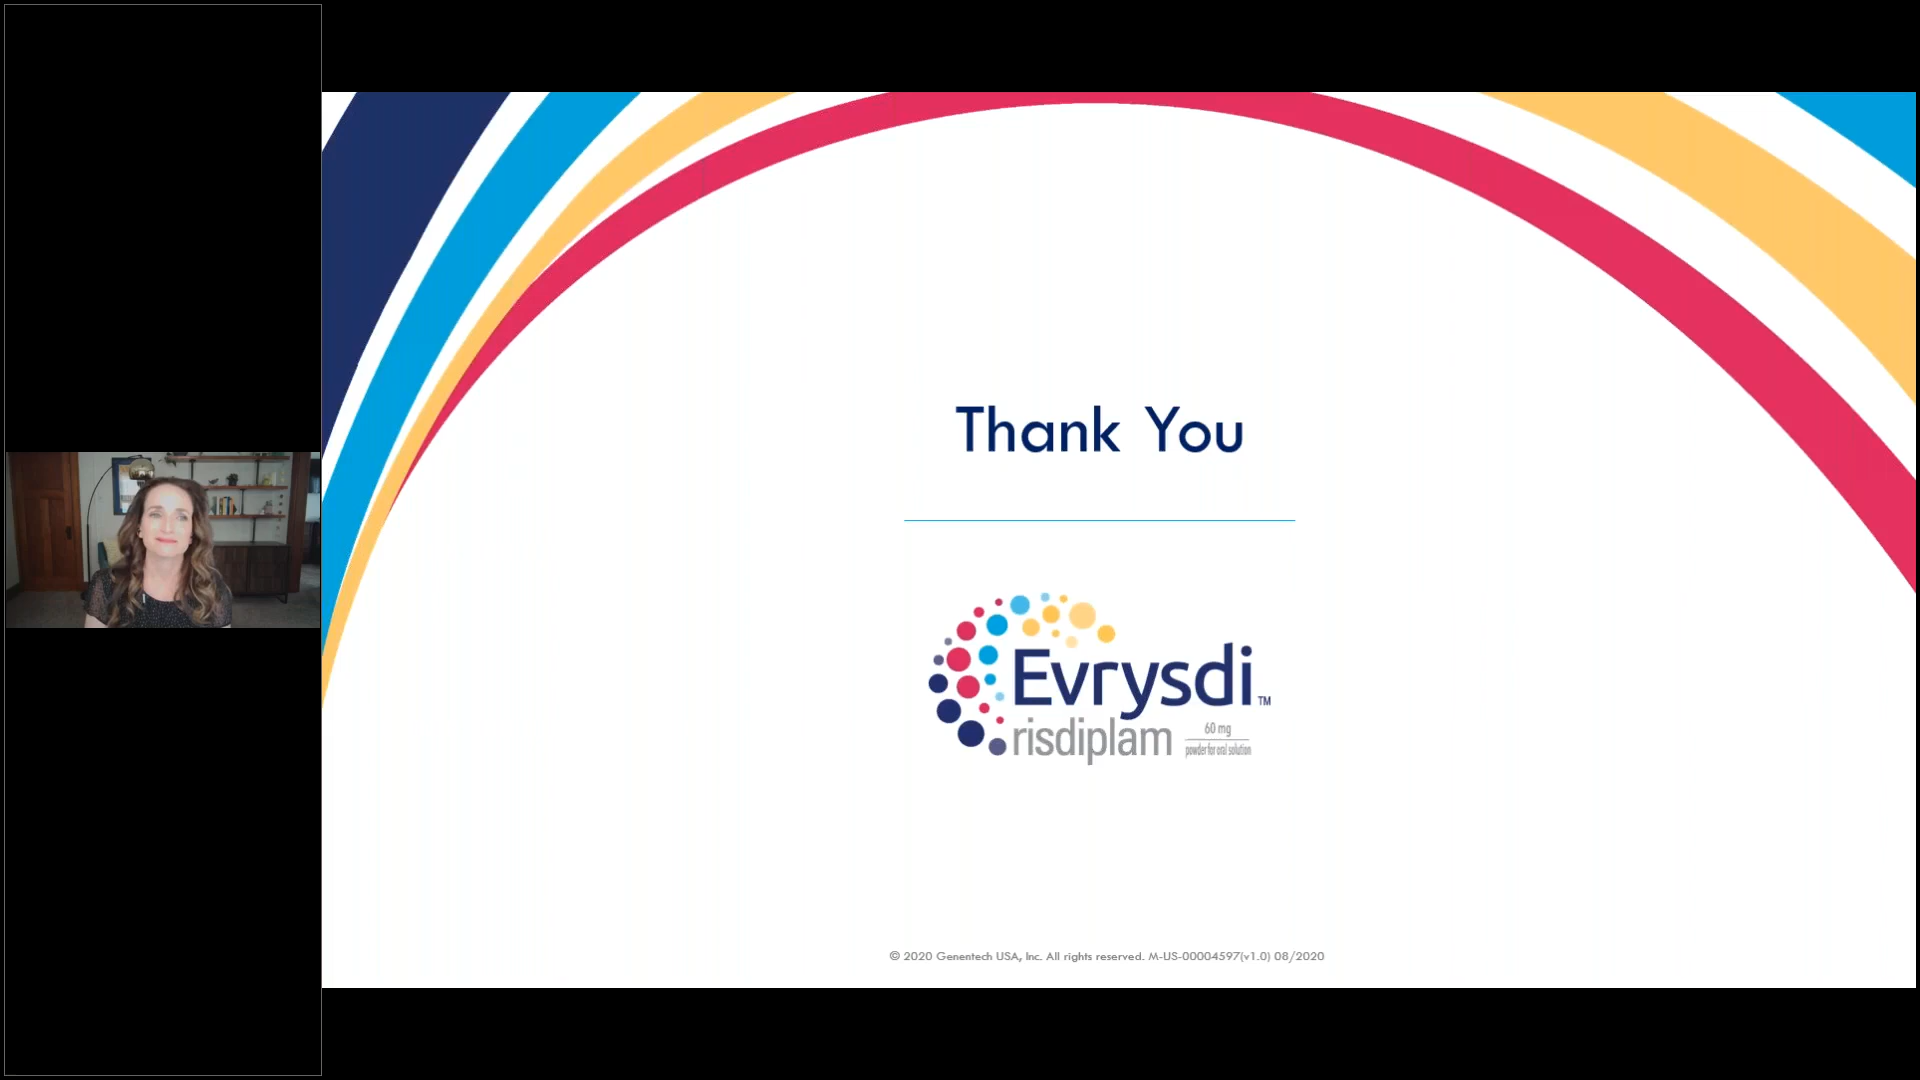 Thank You
Evrysdi™
risdiplam
60 mg
powder for oral solution
© 2020 Genentech USA, Inc. All rights reserved. M-US-00004597(v1.0) 08/2020